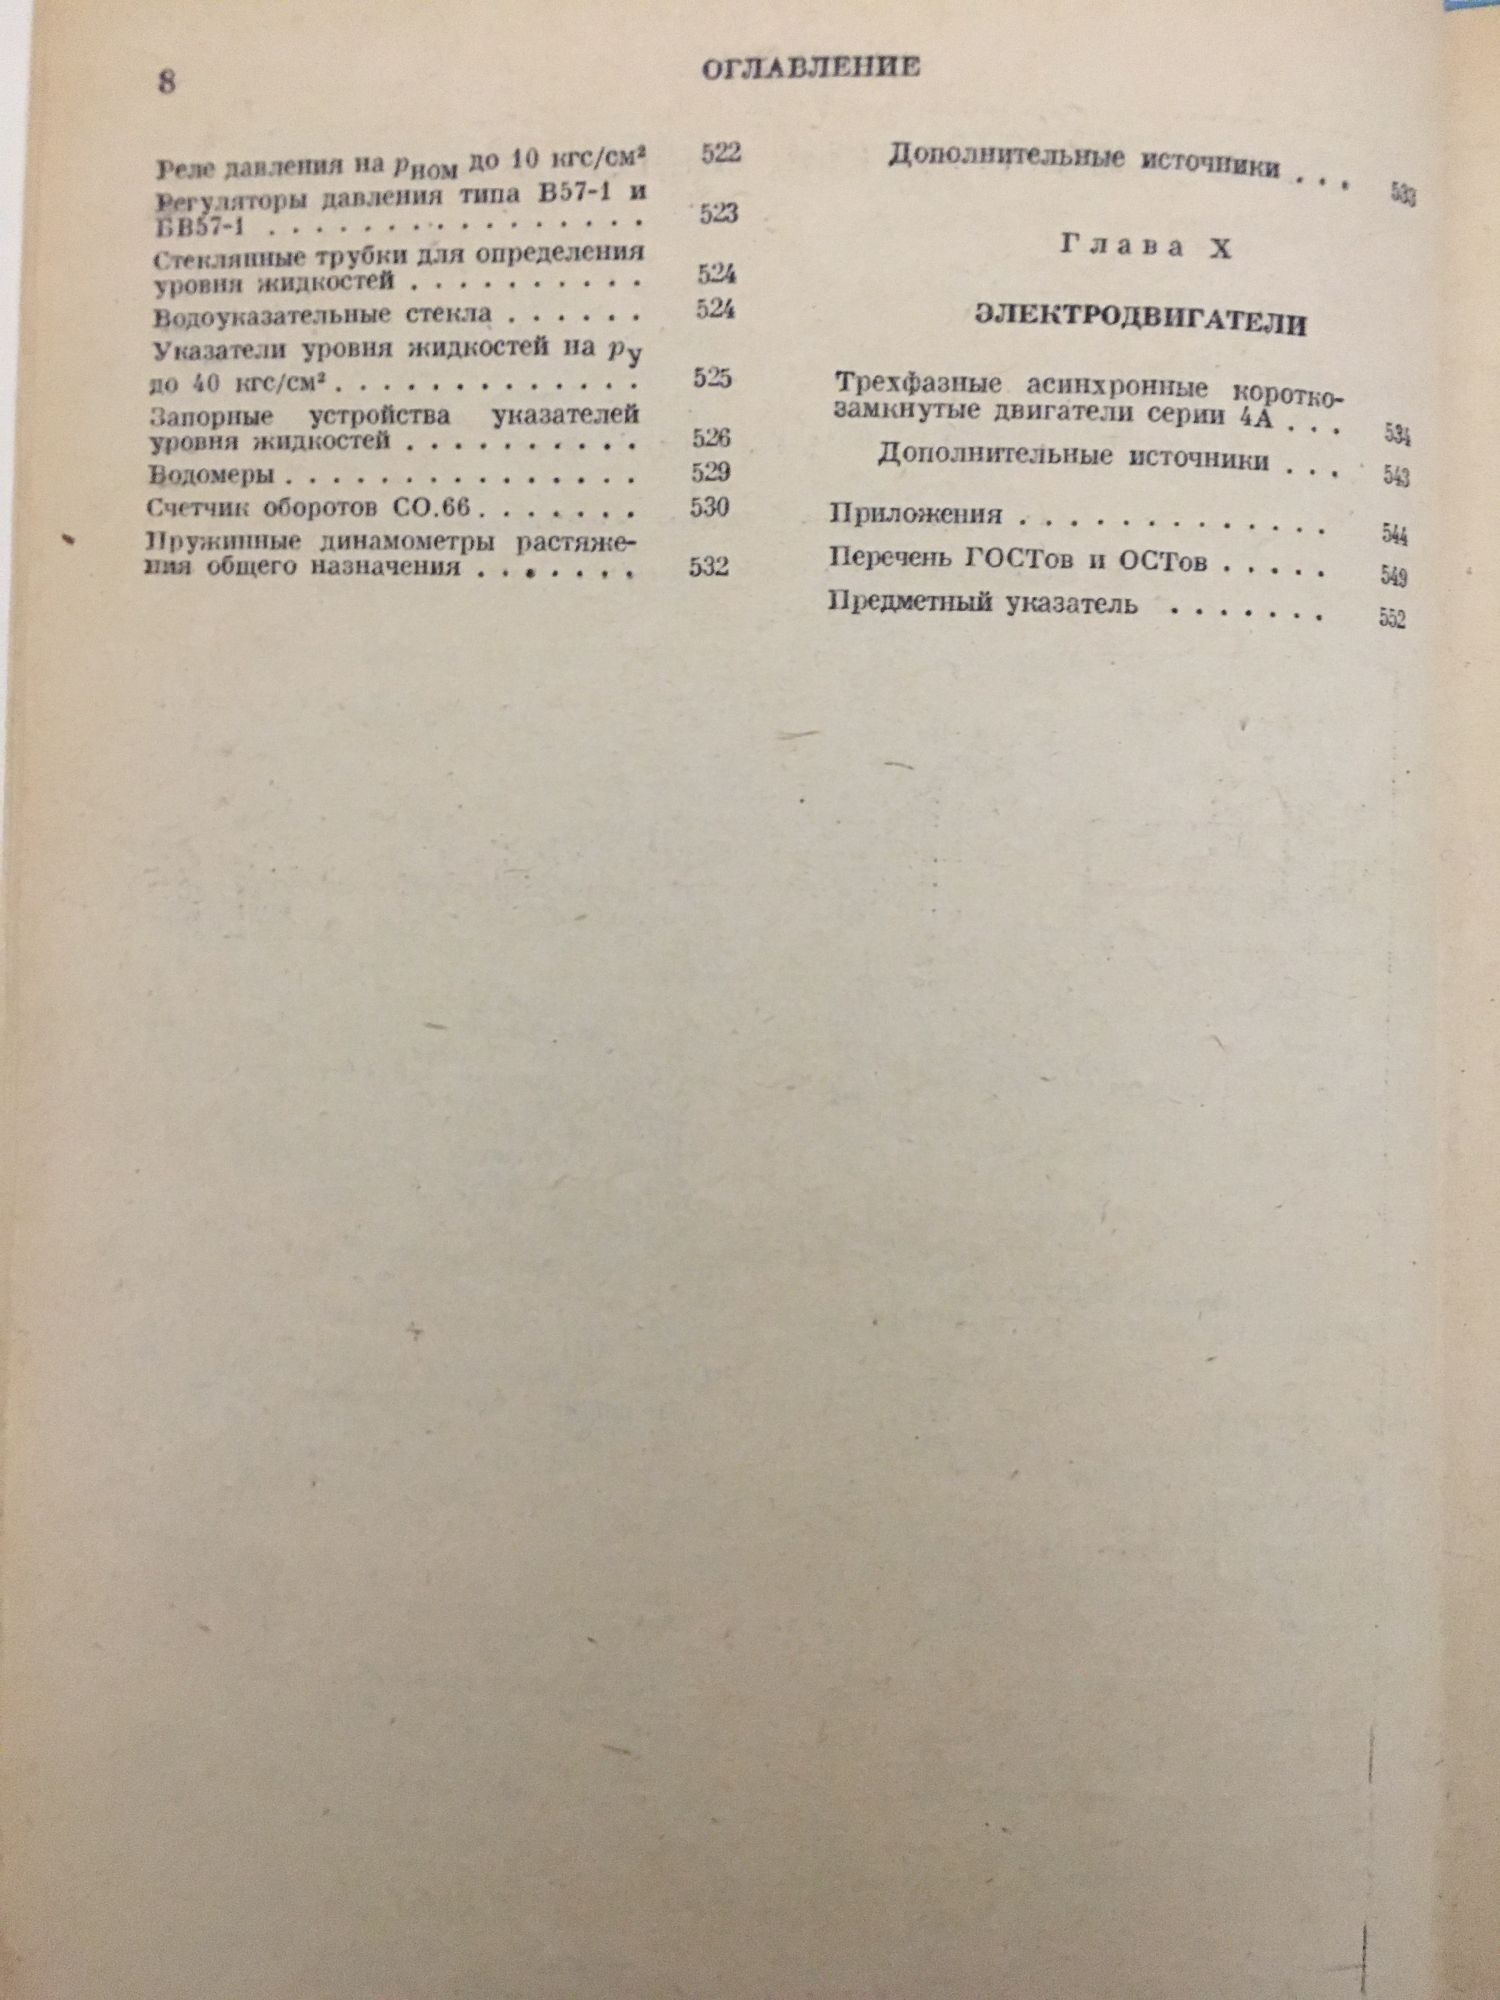 8
ОГЛАВЛЕНИЕ
Реле давления на pном до 10 кгс/см² 522
Регуляторы давления типа В57-1 и
БВ57-1 . . . . . . . . . . . . . . . . 523
Стеклянные трубки для определения
уровня жидкостей . . . . . . . . . . 524
Водоуказательные стекла . . . . . . 524
Указатели уровня жидкостей на pу
до 40 кгс/см² . . . . . . . . . . . . . 525
Запорные устройства указателей
уровня жидкостей . . . . . . . . . . 526
Водомеры . . . . . . . . . . . . . . . 529
Счетчик оборотов СО.66 . . . . . . . 530
Пружинные динамометры растяже-
ния общего назначения . . . . . . . 532
Дополнительные источники . . . 533
Глава X
ЭЛЕКТРОДВИГАТЕЛИ
Трехфазные асинхронные коротко-
замкнутые двигатели серии 4А . . . 534
Дополнительные источники . . . 543
Приложения . . . . . . . . . . . . . 544
Перечень ГОСТов и ОСТов . . . . . 549
Предметный указатель . . . . . . . 552